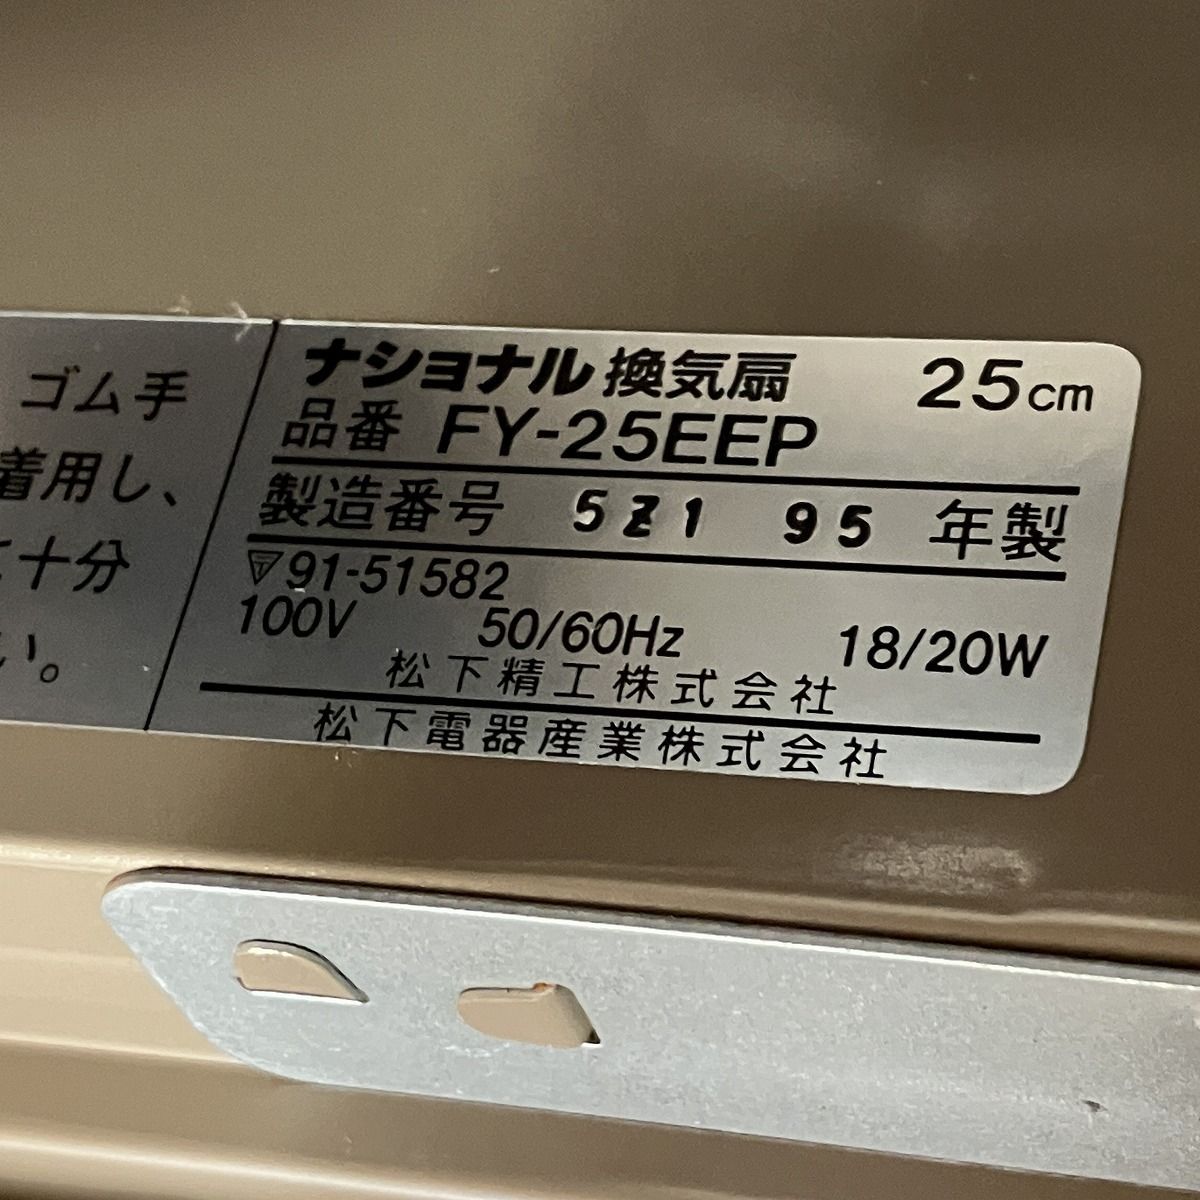 ゴム手
着用し、
て十分
い。
ナショナル換気扇 25cm
品番 FY-25EEP
製造番号 5Z1 95 年製
91-51582
100V 50/60Hz 18/20W
松下精工株式会社
松下電器産業株式会社